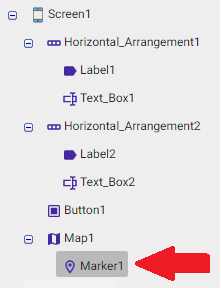 Screen1
Horizontal_Arrangement1
Label1
Text_Box1
Horizontal_Arrangement2
Label2
Text_Box2
Button1
Map1
Marker1